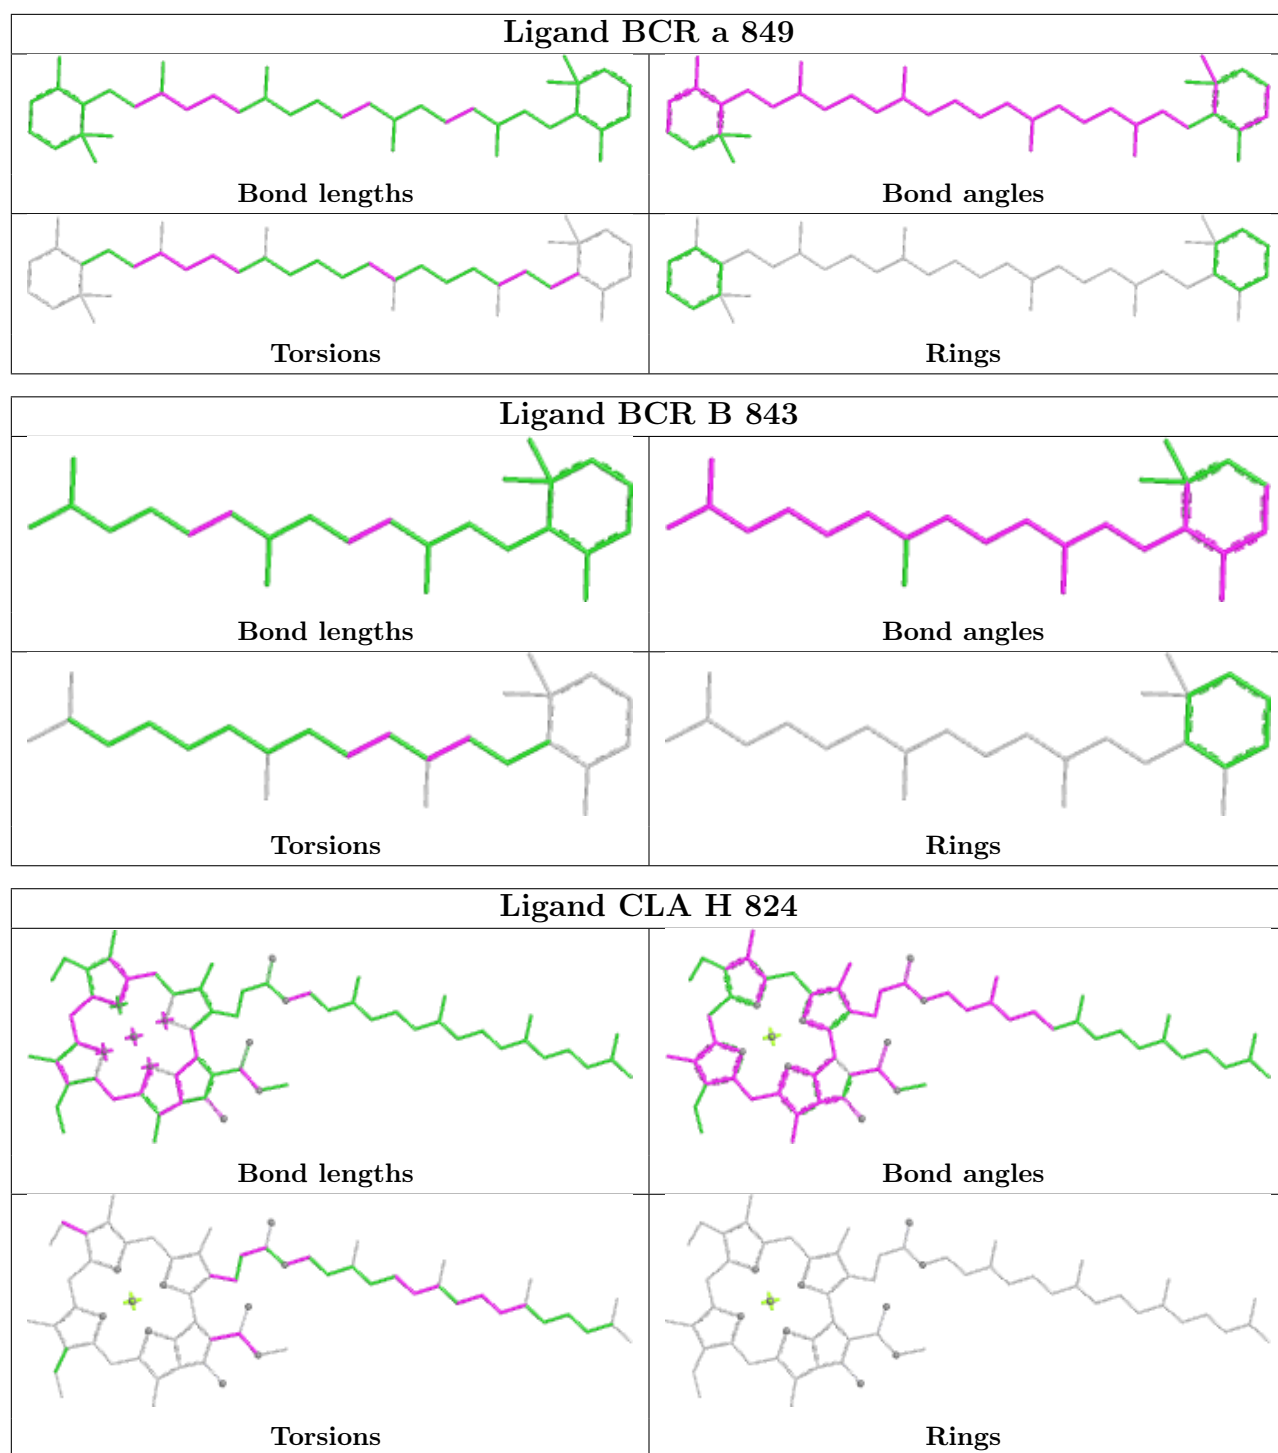 Ligand BCR a 849
Bond lengths
Bond angles
Torsions
Rings
Ligand BCR B 843
Bond lengths
Bond angles
Torsions
Rings
Ligand CLA H 824
Bond lengths
Bond angles
Torsions
Rings